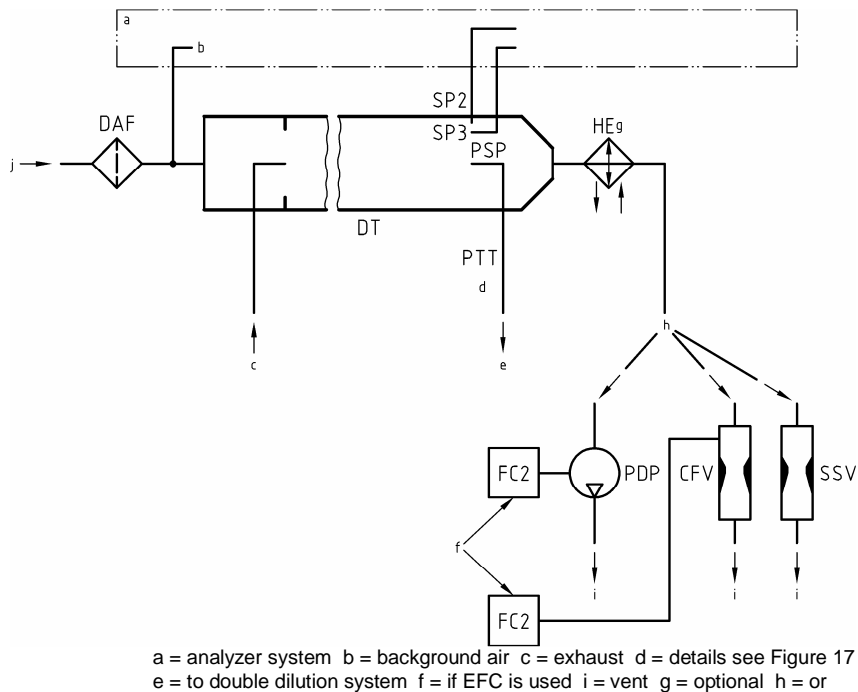 a
b
SP2
DAF
SP3
HEg
PSP
j
DT
PTT
d
h
c
e
FC2
PDP
CFV
SSV
f
i
i
i
FC2
a = analyzer system b = background air c = exhaust d = details see Figure 17
e = to double dilution system f = if EFC is used i = vent g = optional h = or